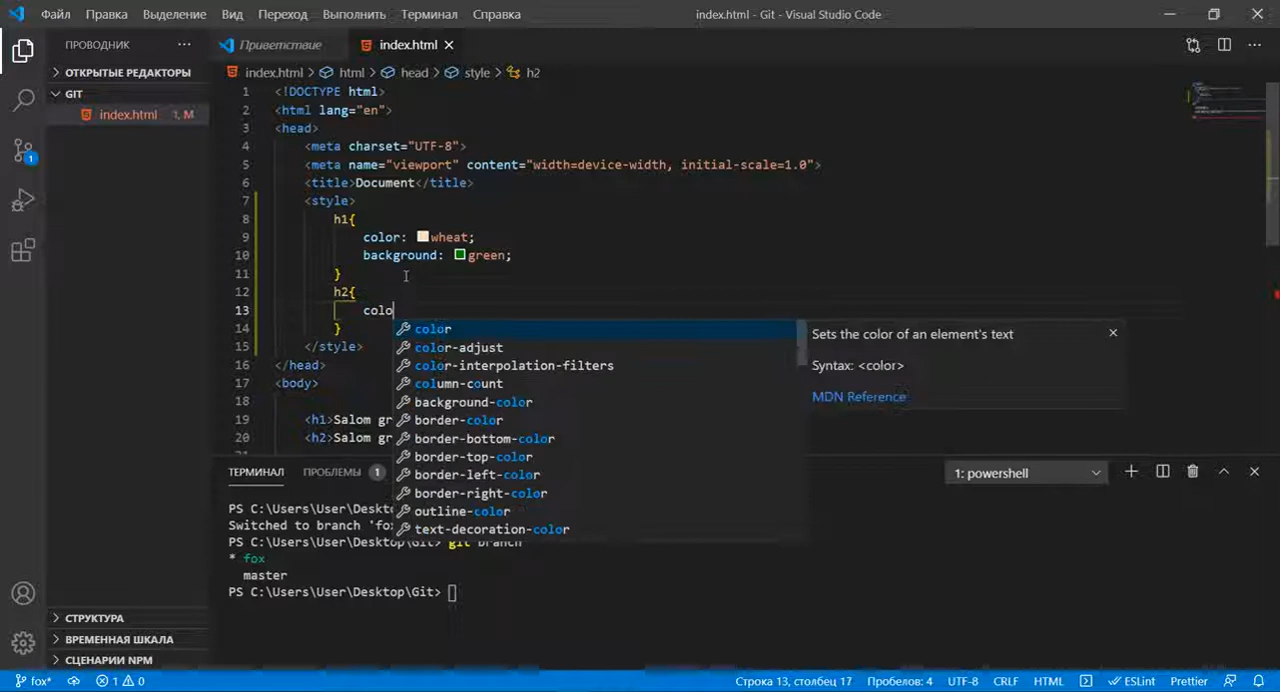 Файл Правка Выделение Вид Переход Выполнить Терминал Справка index.html - Git - Visual Studio Code
ПРОВОДНИК ... Приветствие index.html
ОТКРЫТЫЕ РЕДАКТОРЫ
index.html > html > head > style > h2
GIT
index.html 1, M
1 <!DOCTYPE html>
2 <html lang="en">
3 <head>
4 <meta charset="UTF-8">
5 <meta name="viewport" content="width=device-width, initial-scale=1.0">
6 <title>Document</title>
7 <style>
8 h1{
9 color: wheat;
10 background: green;
11 }
12 h2{
13 colo
14 }
15 </style>
16 </head>
17 <body>
18
19 <h1>Salom gr
20 <h2>Salom gr
color
color-adjust
color-interpolation-filters
column-count
background-color
border-color
border-bottom-color
border-top-color
border-left-color
border-right-color
outline-color
text-decoration-color
Sets the color of an element's text
Syntax: <color>
MDN Reference
ТЕРМИНАЛ ПРОБЛЕМЫ 1 1: powershell
PS C:\Users\User\Deskto
Switched to branch 'fo
PS C:\Users\User\Desktop\Git> git branch
* fox
master
PS C:\Users\User\Desktop\Git>
СТРУКТУРА
ВРЕМЕННАЯ ШКАЛА
СЦЕНАРИИ NPM
fox* 1 0 Строка 13, столбец 17 Пробелов: 4 UTF-8 CRLF HTML ESLint Prettier